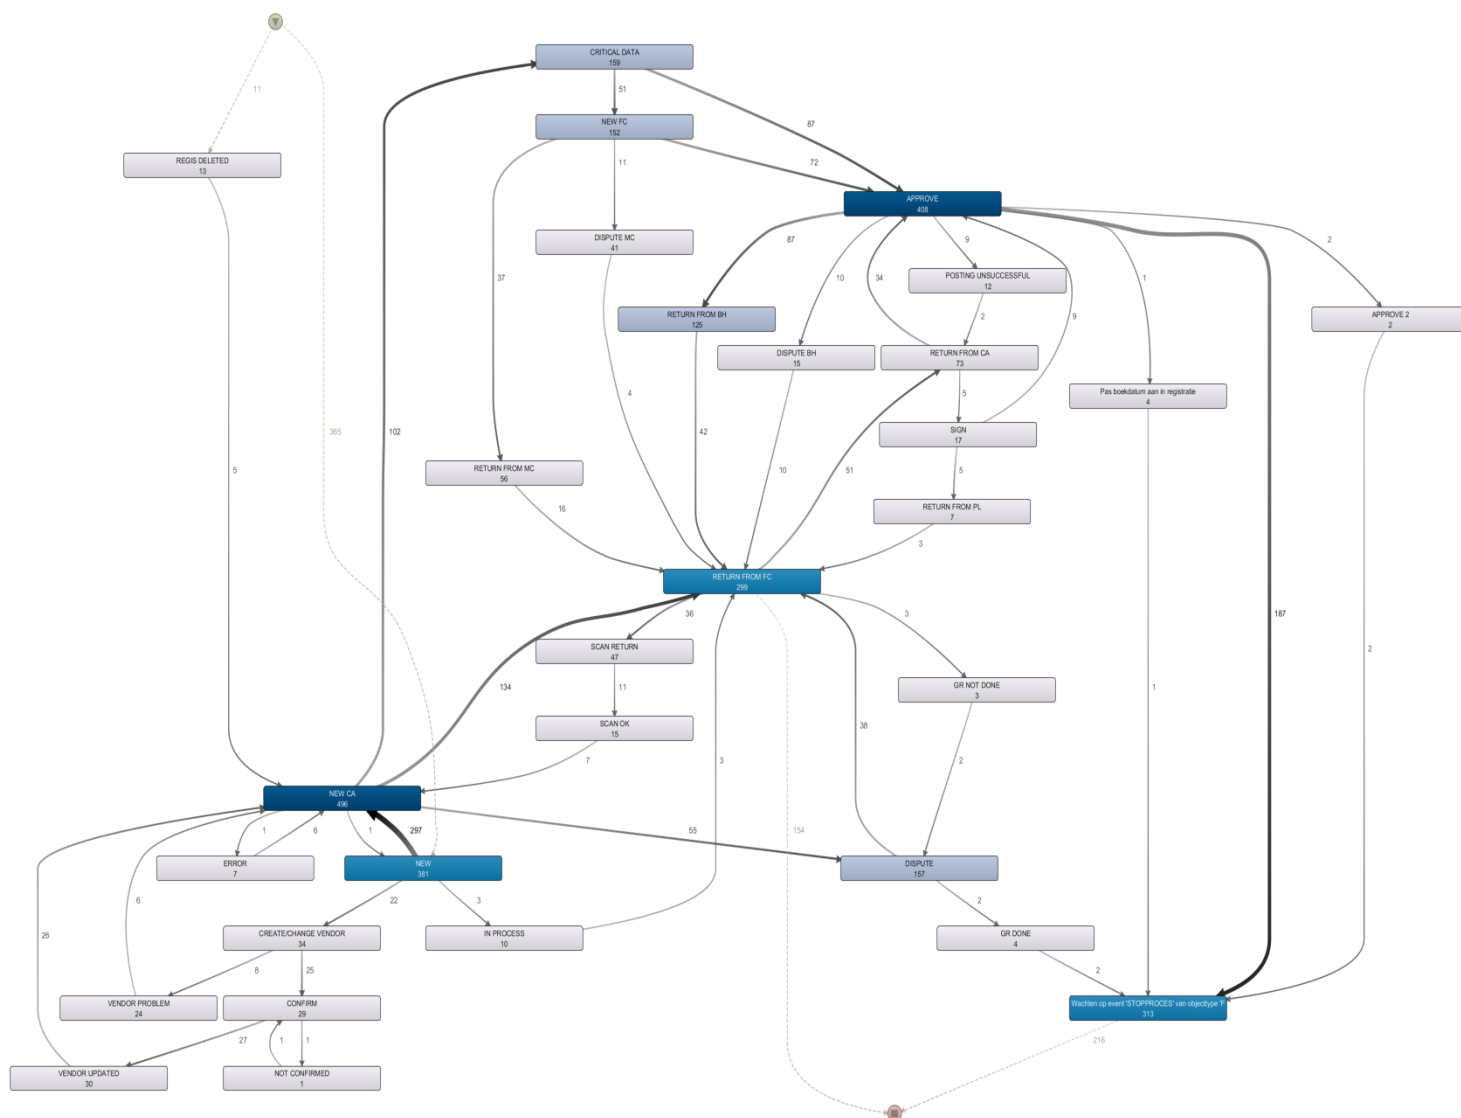 CRITICAL DATA
159
11
51
NEW FC
152
87
REGIS DELETED
13
11
72
APPROVE
408
DISPUTE MC
41
87
9
2
37
10
34
POSTING UNSUCCESSFUL
12
1
RETURN FROM BH
125
2
9
APPROVE 2
2
DISPUTE BH
15
RETURN FROM CA
73
4
5
Pas boekdatum aan in registratie
4
365
102
42
SIGN
17
5
RETURN FROM MC
56
10
51
5
16
RETURN FROM PL
7
3
RETURN FROM FC
299
36
3
187
SCAN RETURN
47
2
134
11
GR NOT DONE
3
1
SCAN OK
15
38
7
3
2
NEW CA
496
1
6
1
297
55
ERROR
7
NEW
381
DISPUTE
157
154
6
22
3
2
26
CREATE/CHANGE VENDOR
34
IN PROCESS
10
GR DONE
4
8
25
2
VENDOR PROBLEM
24
CONFIRM
29
Wachten op event 'STOPPROCES' van objecttype 'F
313
27
1
1
216
VENDOR UPDATED
30
NOT CONFIRMED
1